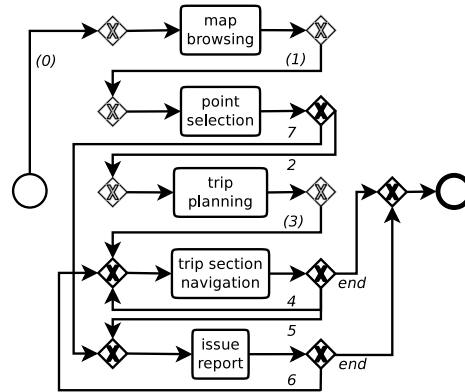 map
browsing
(0)
(1)
point
selection
7
2
trip
planning
(3)
trip section
navigation
end
4
5
issue
report
end
6